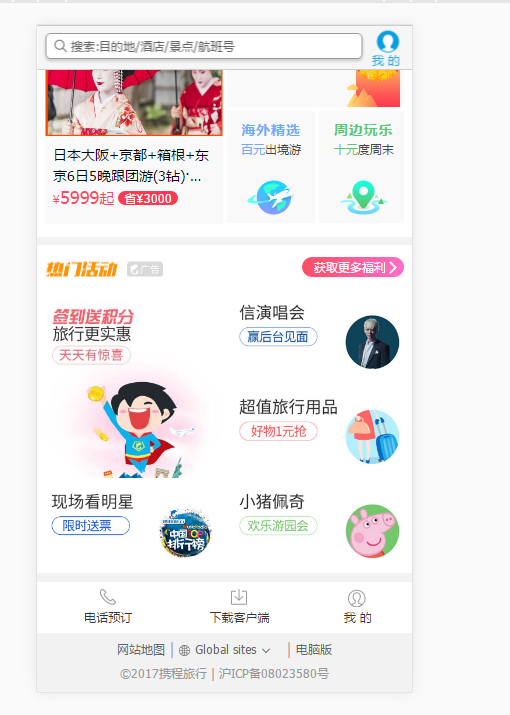 搜索:目的地/酒店/景点/航班号
我 的
日本大阪+京都+箱根+东
京6日5晚跟团游(3钻)·...
¥5999起 省¥3000
海外精选
百元出境游
周边玩乐
十元度周末
热门活动 广告
获取更多福利
签到送积分
旅行更实惠
天天有惊喜
信演唱会
赢后台见面
超值旅行用品
好物1元抢
现场看明星
限时送票
中国TOP
排行榜
小猪佩奇
欢乐游园会
电话预订
下载客户端
我 的
网站地图 | Global sites | 电脑版
©2017携程旅行 | 沪ICP备08023580号